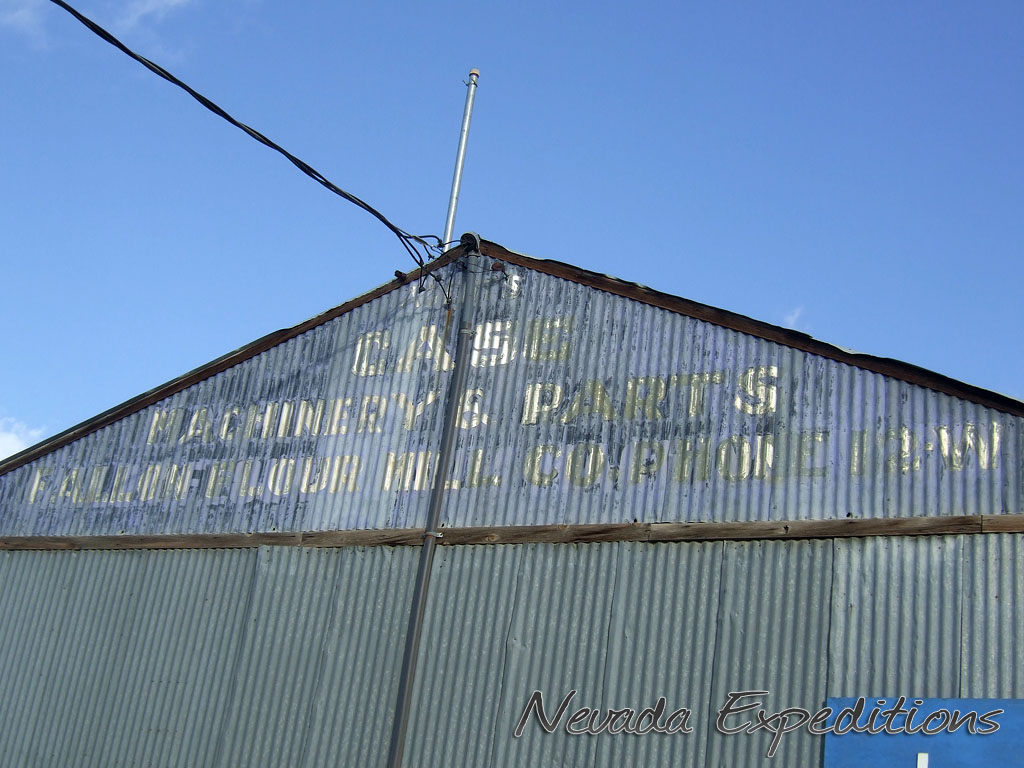 CASE
MACHINERY & PARTS
FALLON FLOUR MILL CO. PHONE 12-W
Nevada Expeditions